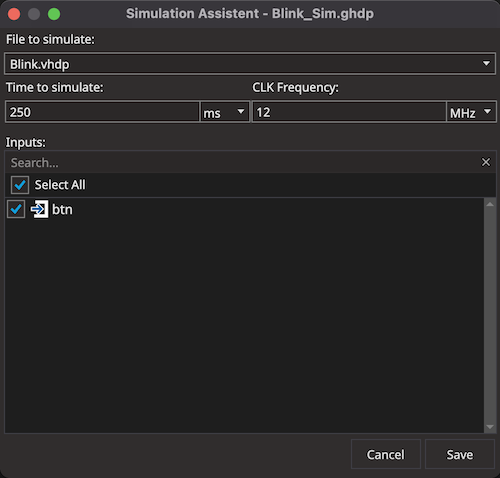 Simulation Assistent - Blink_Sim.ghdp
File to simulate:
Blink.vhdp
Time to simulate: CLK Frequency:
250 ms 12 MHz
Inputs:
Search...
Select All
btn
Cancel Save